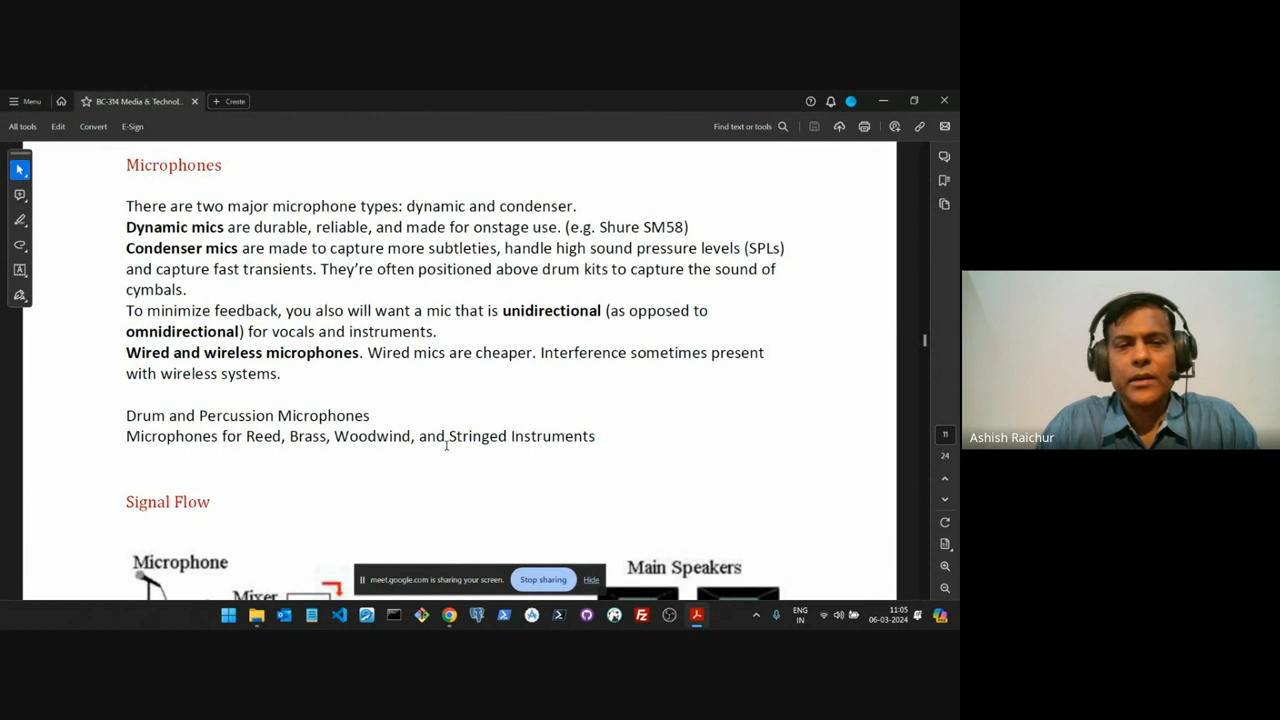 Menu
BC-314 Media & Technol...
Create
All tools
Edit
Convert
E-Sign
Find text or tools
Microphones
There are two major microphone types: dynamic and condenser.
Dynamic mics are durable, reliable, and made for onstage use. (e.g. Shure SM58)
Condenser mics are made to capture more subtleties, handle high sound pressure levels (SPLs)
and capture fast transients. They’re often positioned above drum kits to capture the sound of
cymbals.
To minimize feedback, you also will want a mic that is unidirectional (as opposed to
omnidirectional) for vocals and instruments.
Wired and wireless microphones. Wired mics are cheaper. Interference sometimes present
with wireless systems.
Drum and Percussion Microphones
Microphones for Reed, Brass, Woodwind, and Stringed Instruments
Signal Flow
Microphone
Mixer
Main Speakers
meet.google.com is sharing your screen.
Stop sharing
Hide
11
24
Ashish Raichur
ENG
IN
11:05
06-03-2024